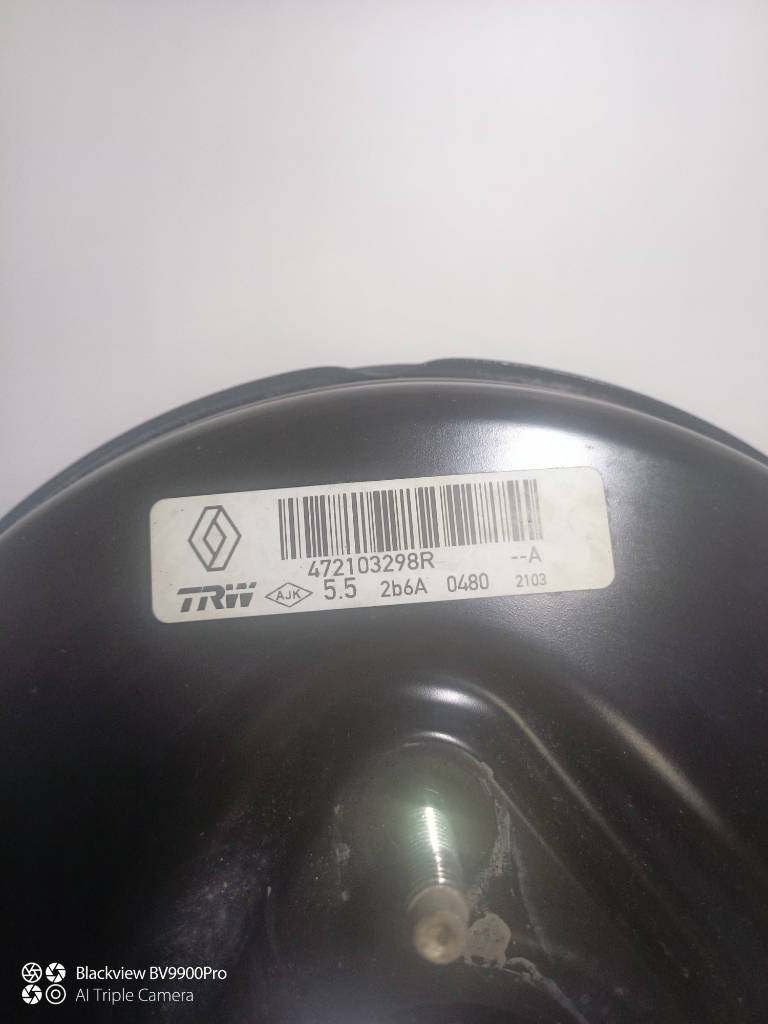 472103298R --A
TRW AJK 5.5 2b6A 0480 2103
Blackview BV9900Pro
AI Triple Camera